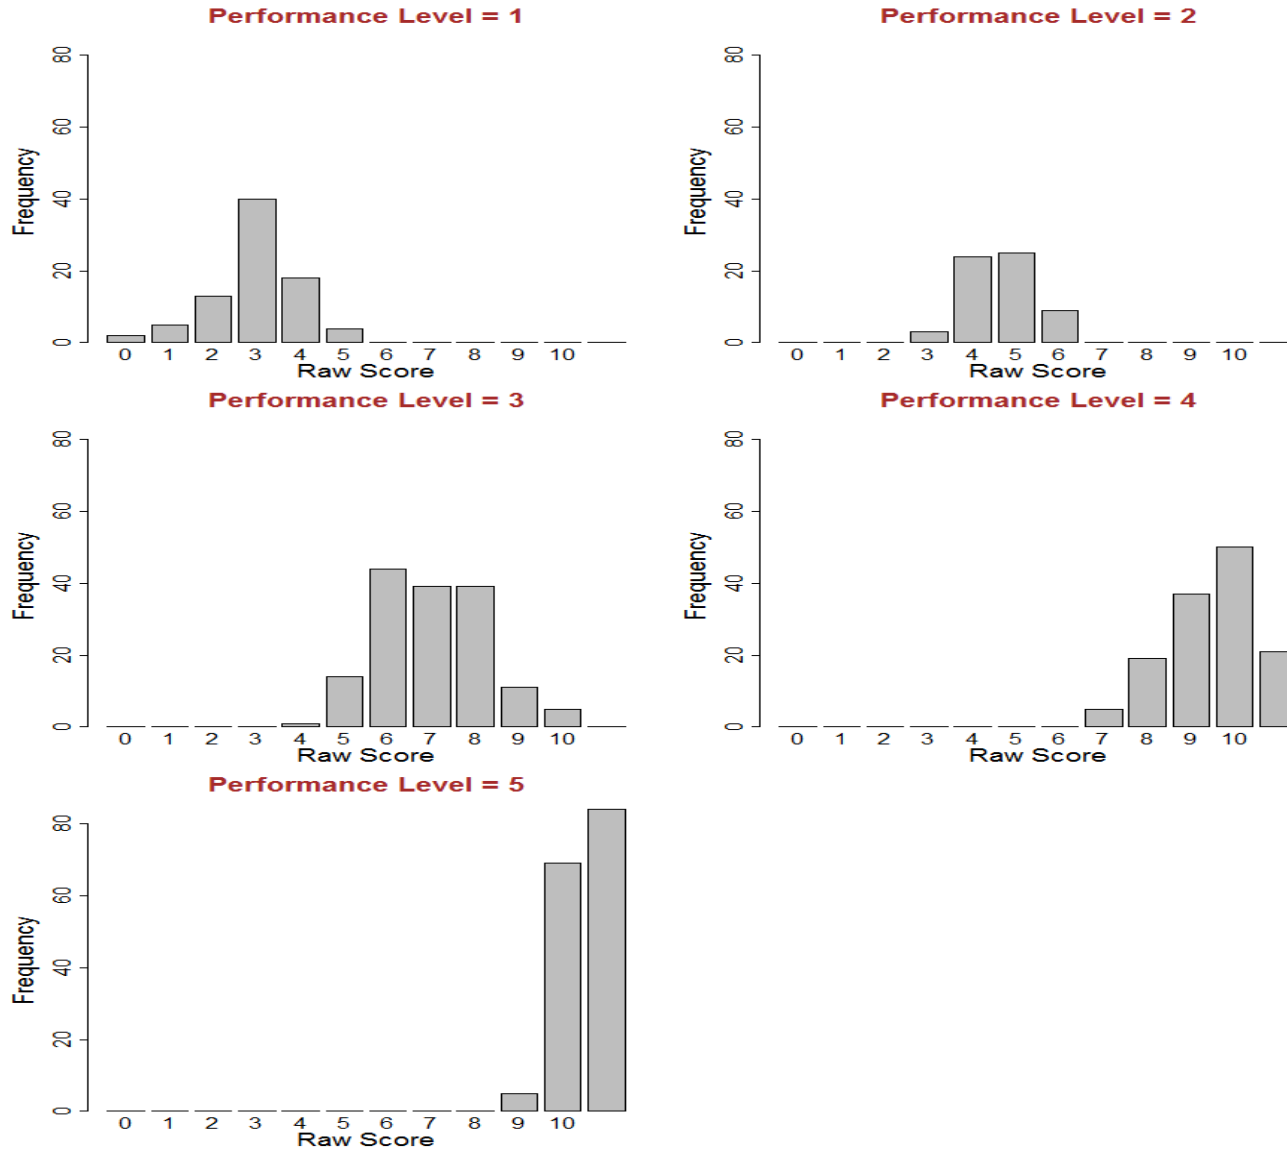 Performance Level = 1
80
60
40
20
0
Frequency
0 1 2 3 4 5 6 7 8 9 10
Raw Score
Performance Level = 2
80
60
40
20
0
Frequency
0 1 2 3 4 5 6 7 8 9 10
Raw Score
Performance Level = 3
80
60
40
20
0
Frequency
0 1 2 3 4 5 6 7 8 9 10
Raw Score
Performance Level = 4
80
60
40
20
0
Frequency
0 1 2 3 4 5 6 7 8 9 10
Raw Score
Performance Level = 5
80
60
40
20
0
Frequency
0 1 2 3 4 5 6 7 8 9 10
Raw Score